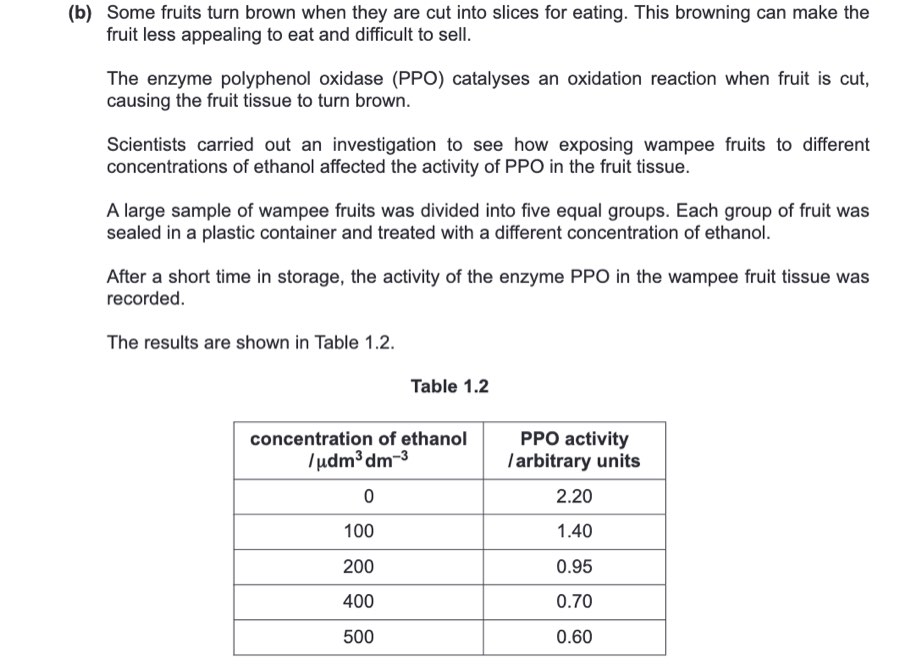 (b) Some fruits turn brown when they are cut into slices for eating. This browning can make the
fruit less appealing to eat and difficult to sell.
The enzyme polyphenol oxidase (PPO) catalyses an oxidation reaction when fruit is cut,
causing the fruit tissue to turn brown.
Scientists carried out an investigation to see how exposing wampee fruits to different
concentrations of ethanol affected the activity of PPO in the fruit tissue.
A large sample of wampee fruits was divided into five equal groups. Each group of fruit was
sealed in a plastic container and treated with a different concentration of ethanol.
After a short time in storage, the activity of the enzyme PPO in the wampee fruit tissue was
recorded.
The results are shown in Table 1.2.
Table 1.2
concentration of ethanol PPO activity
/μdm³dm⁻³ /arbitrary units
0 2.20
100 1.40
200 0.95
400 0.70
500 0.60